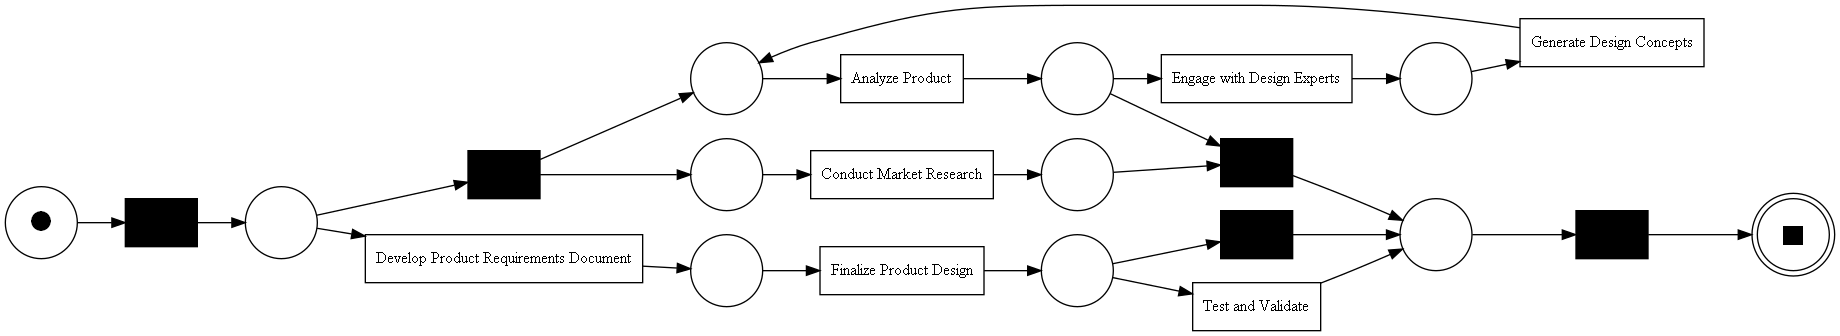 Generate Design Concepts
Analyze Product
Engage with Design Experts
Conduct Market Research
Develop Product Requirements Document
Finalize Product Design
Test and Validate